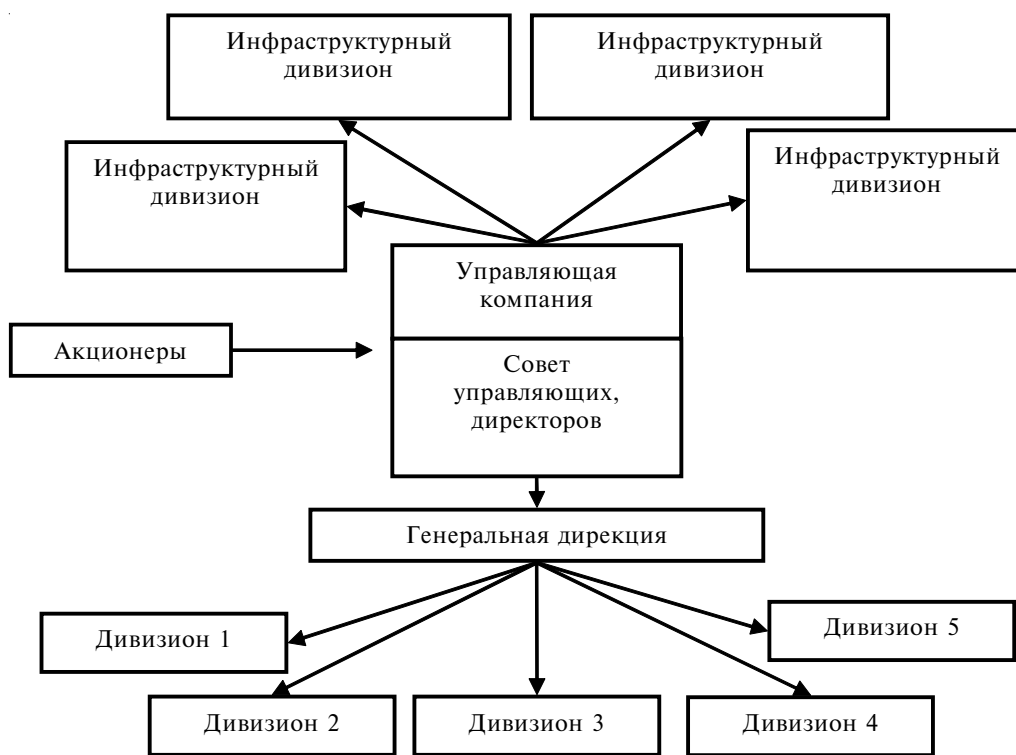 Инфраструктурный
дивизион
Инфраструктурный
дивизион
Инфраструктурный
дивизион
Инфраструктурный
дивизион
Управляющая
компания
Акционеры
Совет
управляющих,
директоров
Генеральная дирекция
Дивизион 1
Дивизион 5
Дивизион 2
Дивизион 3
Дивизион 4